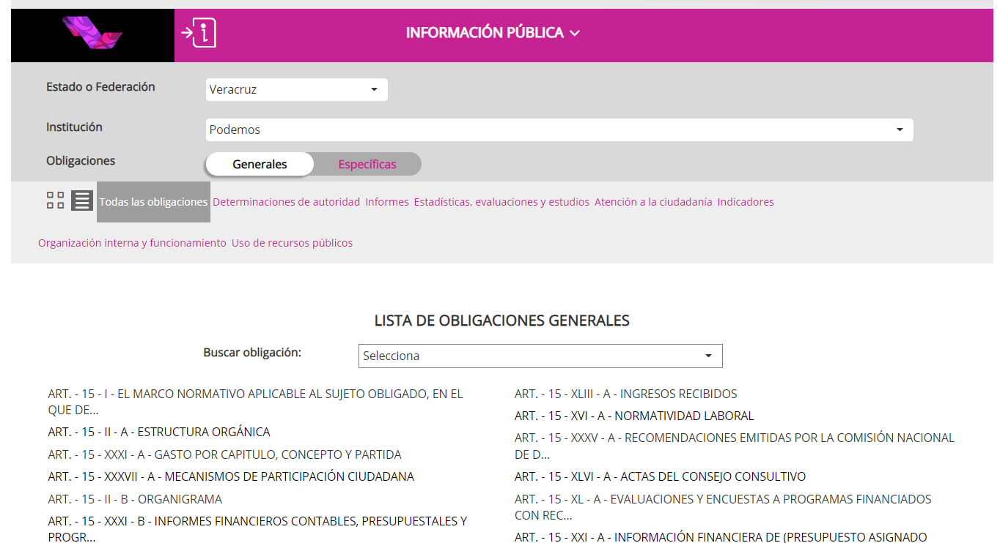 INFORMACIÓN PÚBLICA
Estado o Federación
Veracruz
Institución
Podemos
Obligaciones
Generales
Específicas
Todas las obligaciones Determinaciones de autoridad Informes Estadísticas, evaluaciones y estudios Atención a la ciudadanía Indicadores
Organización interna y funcionamiento Uso de recursos públicos
LISTA DE OBLIGACIONES GENERALES
Buscar obligación:
Selecciona
ART. - 15 - I - EL MARCO NORMATIVO APLICABLE AL SUJETO OBLIGADO, EN EL
QUE DE...
ART. - 15 - II - A - ESTRUCTURA ORGÁNICA
ART. - 15 - XXXI - A - GASTO POR CAPITULO, CONCEPTO Y PARTIDA
ART. - 15 - XXXVII - A - MECANISMOS DE PARTICIPACIÓN CIUDADANA
ART. - 15 - II - B - ORGANIGRAMA
ART. - 15 - XXXI - B - INFORMES FINANCIEROS CONTABLES, PRESUPUESTALES Y
PROGR...
ART. - 15 - XLIII - A - INGRESOS RECIBIDOS
ART. - 15 - XVI - A - NORMATIVIDAD LABORAL
ART. - 15 - XXXV - A - RECOMENDACIONES EMITIDAS POR LA COMISIÓN NACIONAL
DE D...
ART. - 15 - XLVI - A - ACTAS DEL CONSEJO CONSULTIVO
ART. - 15 - XL - A - EVALUACIONES Y ENCUESTAS A PROGRAMAS FINANCIADOS
CON REC...
ART. - 15 - XXI - A - INFORMACIÓN FINANCIERA DE (PRESUPUESTO ASIGNADO